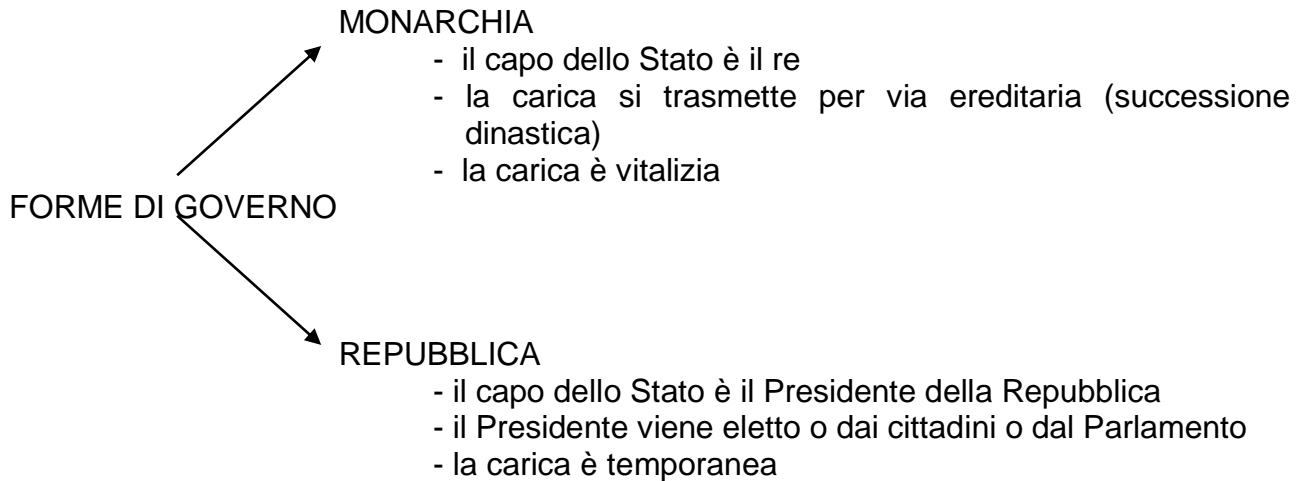 MONARCHIA
- il capo dello Stato è il re
- la carica si trasmette per via ereditaria (successione
dinastica)
- la carica è vitalizia
FORME DI GOVERNO
REPUBBLICA
- il capo dello Stato è il Presidente della Repubblica
- il Presidente viene eletto o dai cittadini o dal Parlamento
- la carica è temporanea